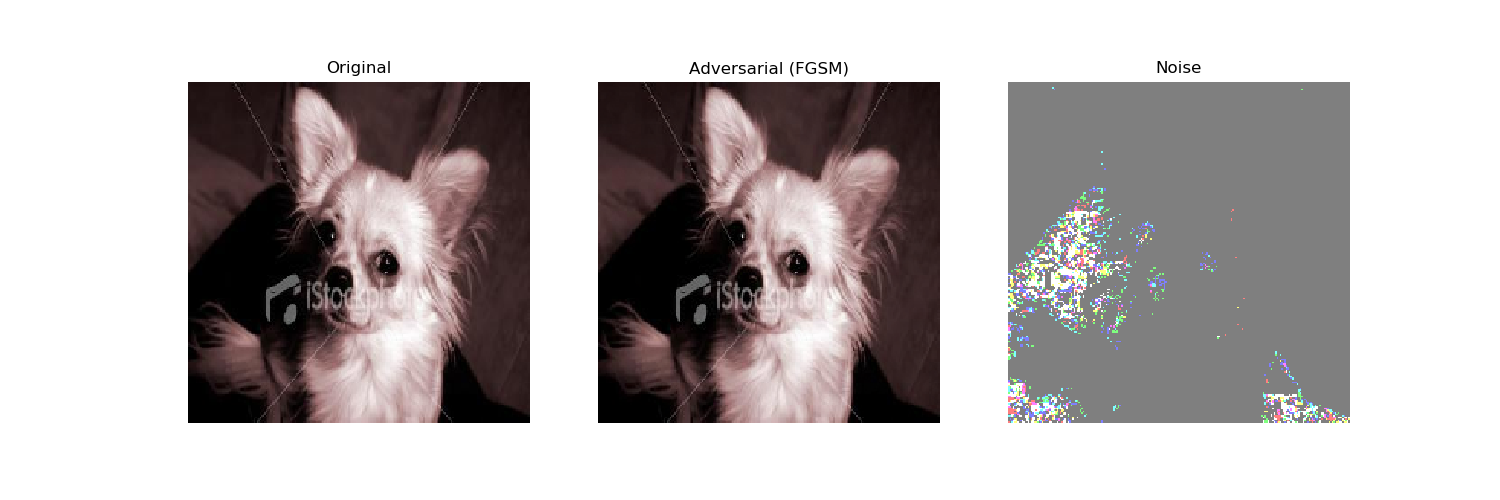 Original
Adversarial (FGSM)
Noise
iStockphoto
iStockphoto